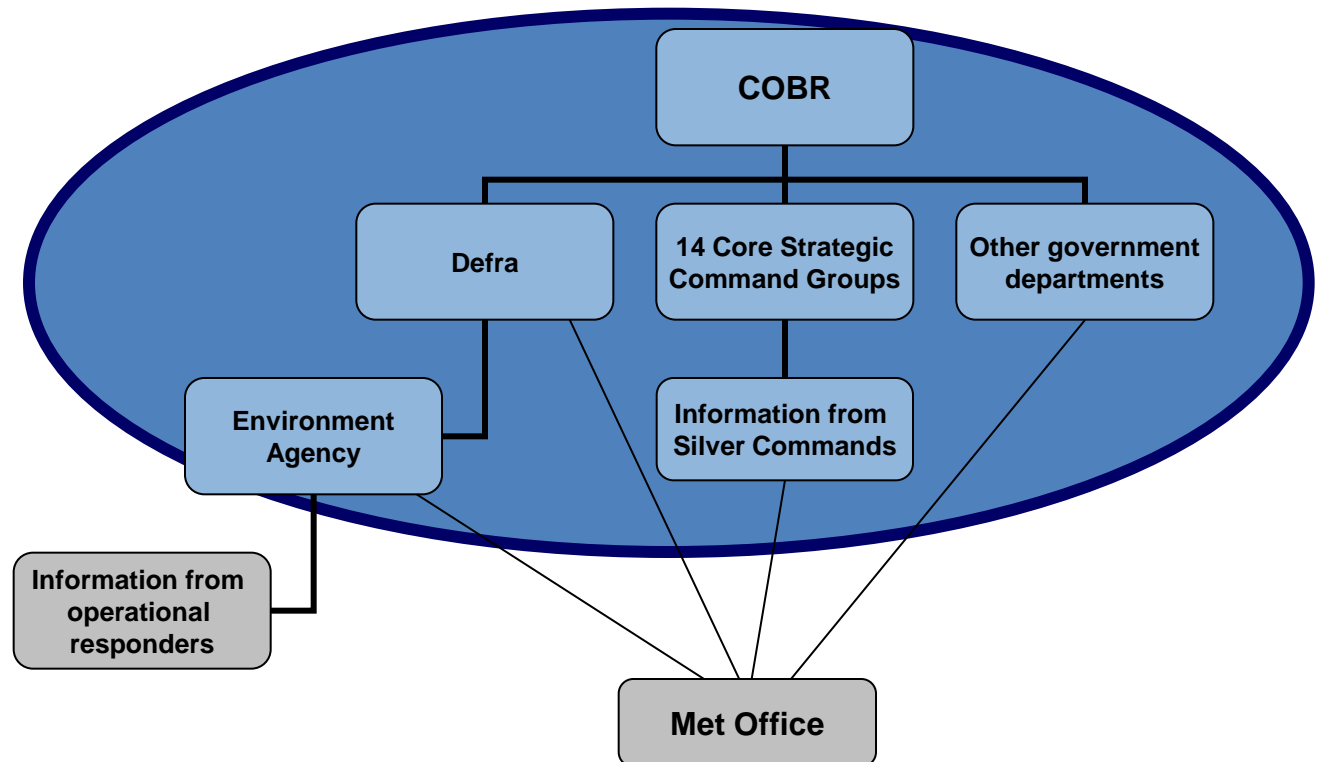 COBR
Defra
14 Core Strategic
Command Groups
Other government
departments
Environment
Agency
Information from
Silver Commands
Information from
operational
responders
Met Office